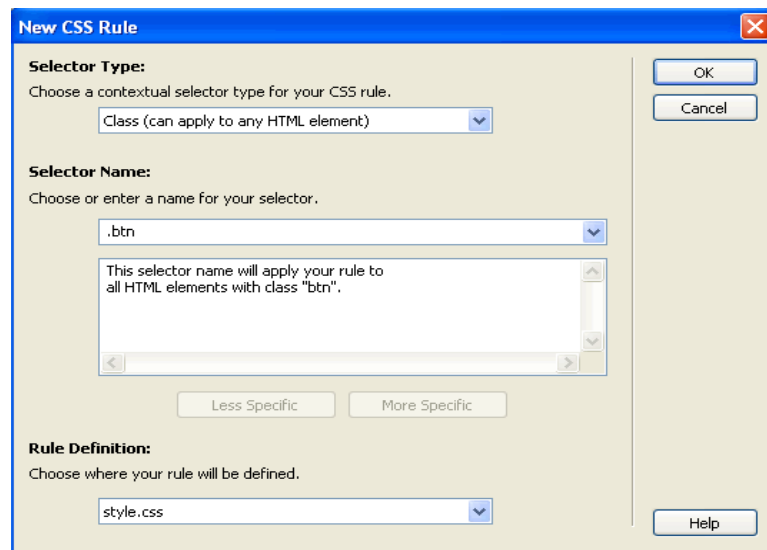 New CSS Rule
Selector Type:
Choose a contextual selector type for your CSS rule.
Class (can apply to any HTML element)
OK
Cancel
Selector Name:
Choose or enter a name for your selector.
.btn
This selector name will apply your rule to
all HTML elements with class "btn".
Less Specific
More Specific
Rule Definition:
Choose where your rule will be defined.
style.css
Help